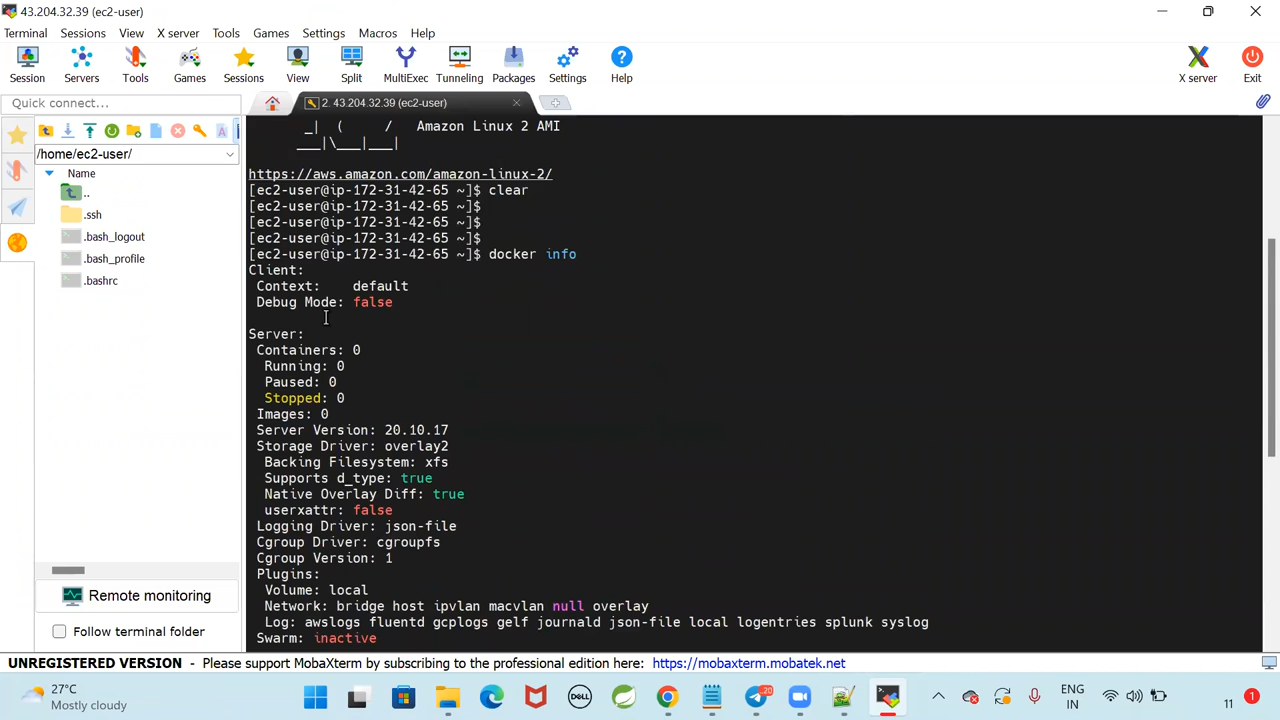 43.204.32.39 (ec2-user)
Terminal Sessions View X server Tools Games Settings Macros Help
Session Servers Tools Games Sessions View Split MultiExec Tunneling Packages Settings Help X server Exit
Quick connect...
2. 43.204.32.39 (ec2-user)
/home/ec2-user/
Name
..
.ssh
.bash_logout
.bash_profile
.bashrc
Remote monitoring
Follow terminal folder
_| (     /   Amazon Linux 2 AMI
___|\___|___|
https://aws.amazon.com/amazon-linux-2/
[ec2-user@ip-172-31-42-65 ~]$ clear
[ec2-user@ip-172-31-42-65 ~]$
[ec2-user@ip-172-31-42-65 ~]$
[ec2-user@ip-172-31-42-65 ~]$
[ec2-user@ip-172-31-42-65 ~]$ docker info
Client:
Context:    default
Debug Mode: false
Server:
Containers: 0
Running: 0
Paused: 0
Stopped: 0
Images: 0
Server Version: 20.10.17
Storage Driver: overlay2
Backing Filesystem: xfs
Supports d_type: true
Native Overlay Diff: true
userxattr: false
Logging Driver: json-file
Cgroup Driver: cgroupfs
Cgroup Version: 1
Plugins:
Volume: local
Network: bridge host ipvlan macvlan null overlay
Log: awslogs fluentd gcplogs gelf journald json-file local logentries splunk syslog
Swarm: inactive
UNREGISTERED VERSION - Please support MobaXterm by subscribing to the professional edition here: https://mobaxterm.mobatek.net
27°C
Mostly cloudy
DELL
20
ENG
IN
11
1